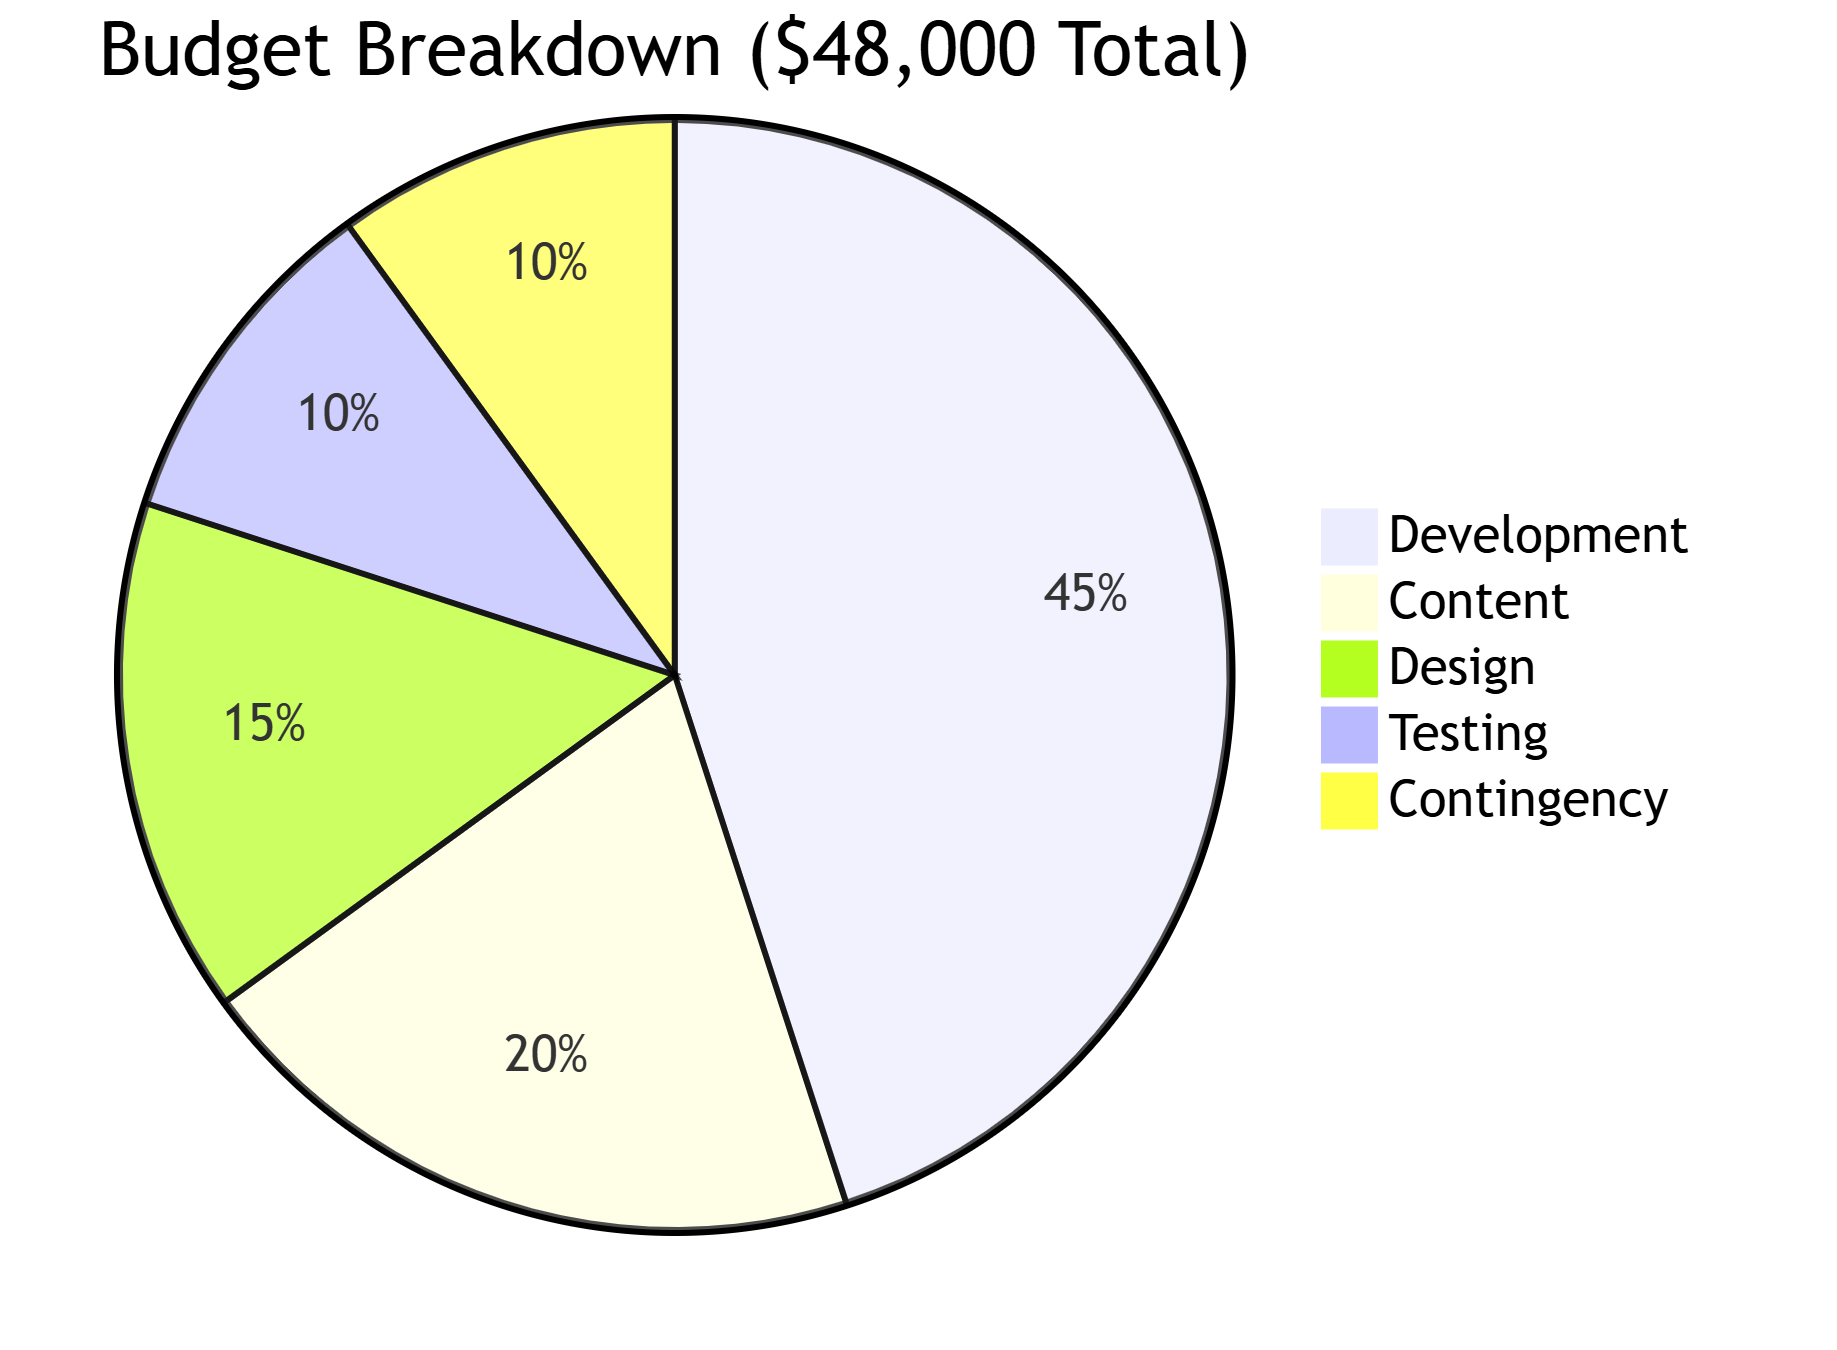 Budget Breakdown ($48,000 Total)
10%
10%
45%
15%
20%
Development
Content
Design
Testing
Contingency